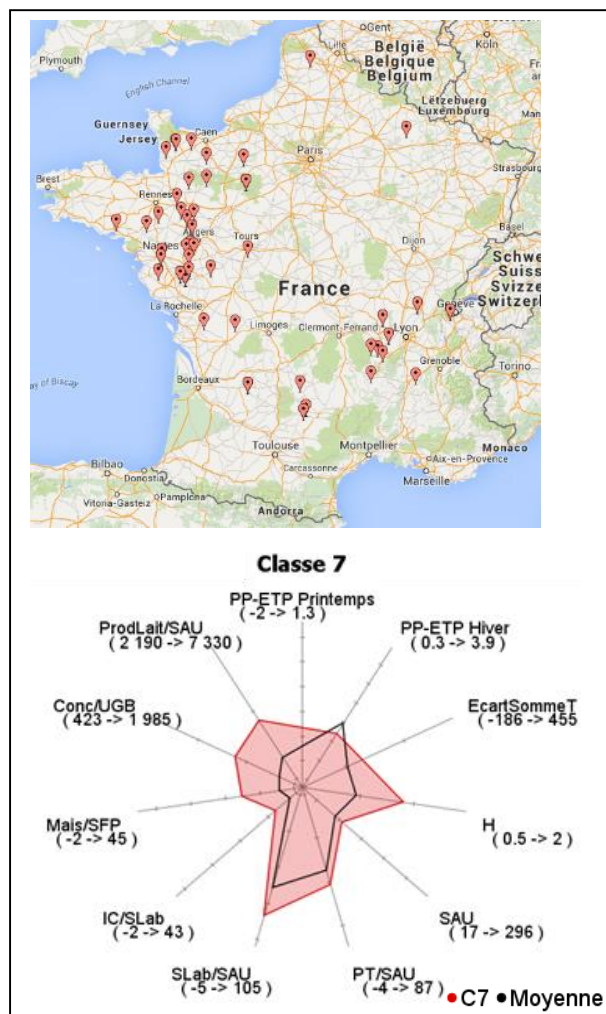 Gent
Lille
België
Belgique
Belgium
Köln
Plymouth
English Channel
Lëtzebuerg
Luxembourg
Man
Guernsey
Jersey
Caen
Paris
Strasbourg
Brest
Rennes
Angers
Tours
Nantes
Dijon
Basel
Schwe
Suiss
Svizze
Switzerl
France
La Rochelle
Limoges
Clermont-Ferrand
Genève
Lyon
Grenoble
Torino
ay of Biscay
Bordeaux
Toulouse
Montpellier
Monaco
Aix-en-Provence
Marseille
Carcassonne
Bilbao
Donostia
Vitoria-Gasteiz
Pamplona
Andorra
Classe 7
PP-ETP Printemps
(-2 -> 1.3)
ProdLait/SAU
( 2 190 -> 7 330)
PP-ETP Hiver
(0.3 -> 3.9)
Conc/UGB
( 423 -> 1 985)
EcartSommeT
(-186 -> 455
Mais/SFP
(-2 -> 45)
H
(0.5 -> 2)
IC/SLab
(-2 -> 43)
SAU
(17 -> 296)
SLab/SAU
(-5 -> 105)
PT/SAU
(-4 -> 87)
C7 Moyenne